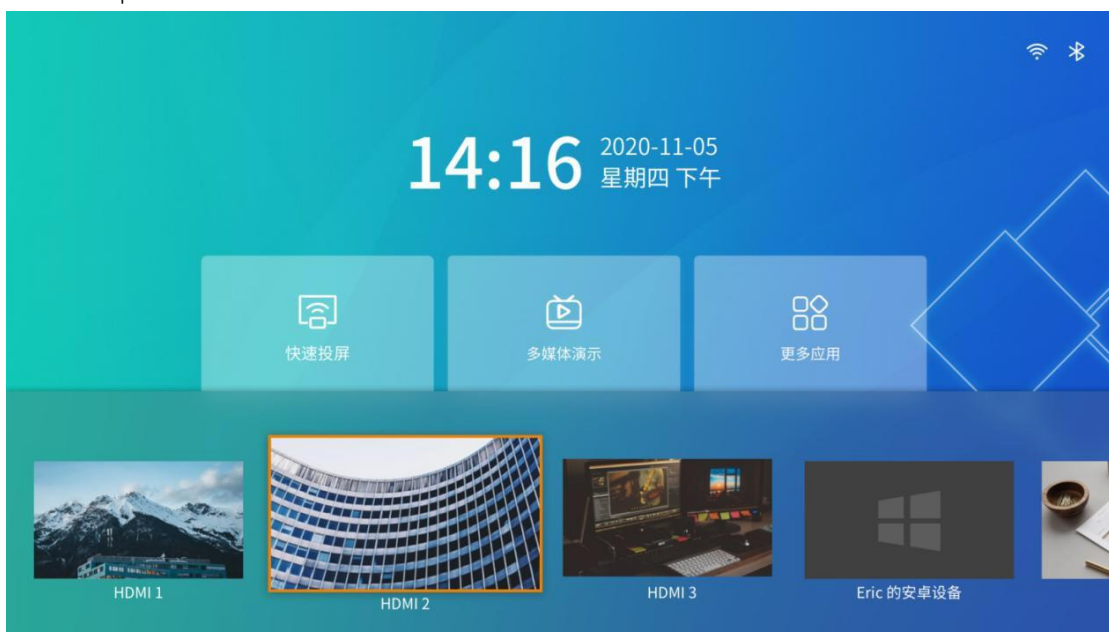 14:16
2020-11-05
星期四 下午
快速投屏
多媒体演示
更多应用
HDMI 1
HDMI 2
HDMI 3
Eric 的安卓设备